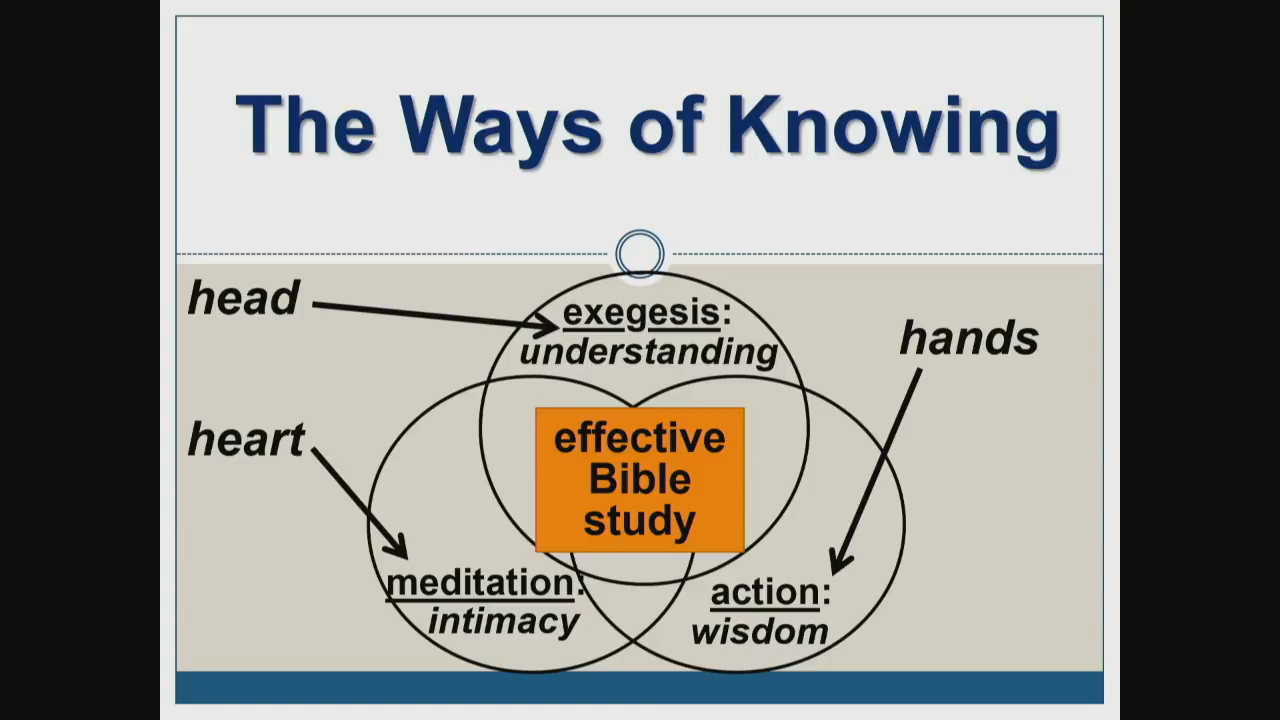 The Ways of Knowing
head
exegesis:
understanding
hands
heart
effective
Bible
study
meditation:
intimacy
action:
wisdom